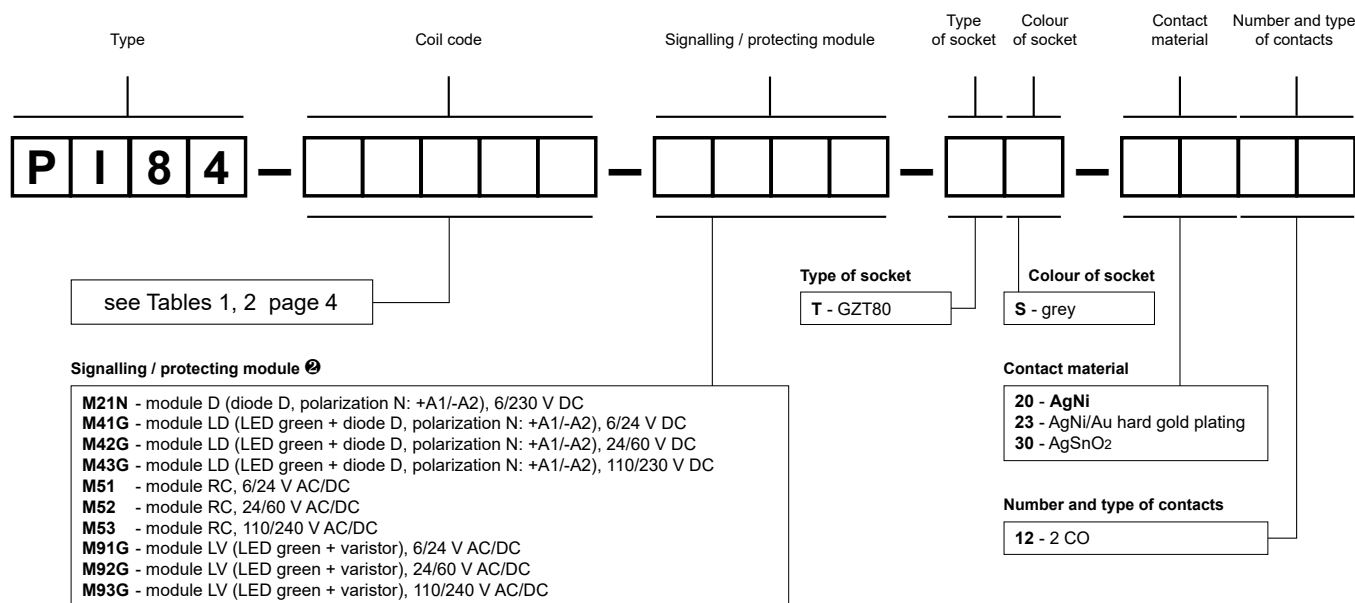 Type
Coil code
Signalling / protecting module
Type
of socket
Colour
of socket
Contact
material
Number and type
of contacts
P I 8 4 – – – –
see Tables 1, 2 page 4
Type of socket
T - GZT80
Colour of socket
S - grey
Signalling / protecting module ❷
M21N - module D (diode D, polarization N: +A1/-A2), 6/230 V DC
M41G - module LD (LED green + diode D, polarization N: +A1/-A2), 6/24 V DC
M42G - module LD (LED green + diode D, polarization N: +A1/-A2), 24/60 V DC
M43G - module LD (LED green + diode D, polarization N: +A1/-A2), 110/230 V DC
M51 - module RC, 6/24 V AC/DC
M52 - module RC, 24/60 V AC/DC
M53 - module RC, 110/240 V AC/DC
M91G - module LV (LED green + varistor), 6/24 V AC/DC
M92G - module LV (LED green + varistor), 24/60 V AC/DC
M93G - module LV (LED green + varistor), 110/240 V AC/DC
Contact material
20 - AgNi
23 - AgNi/Au hard gold plating
30 - AgSnO2
Number and type of contacts
12 - 2 CO